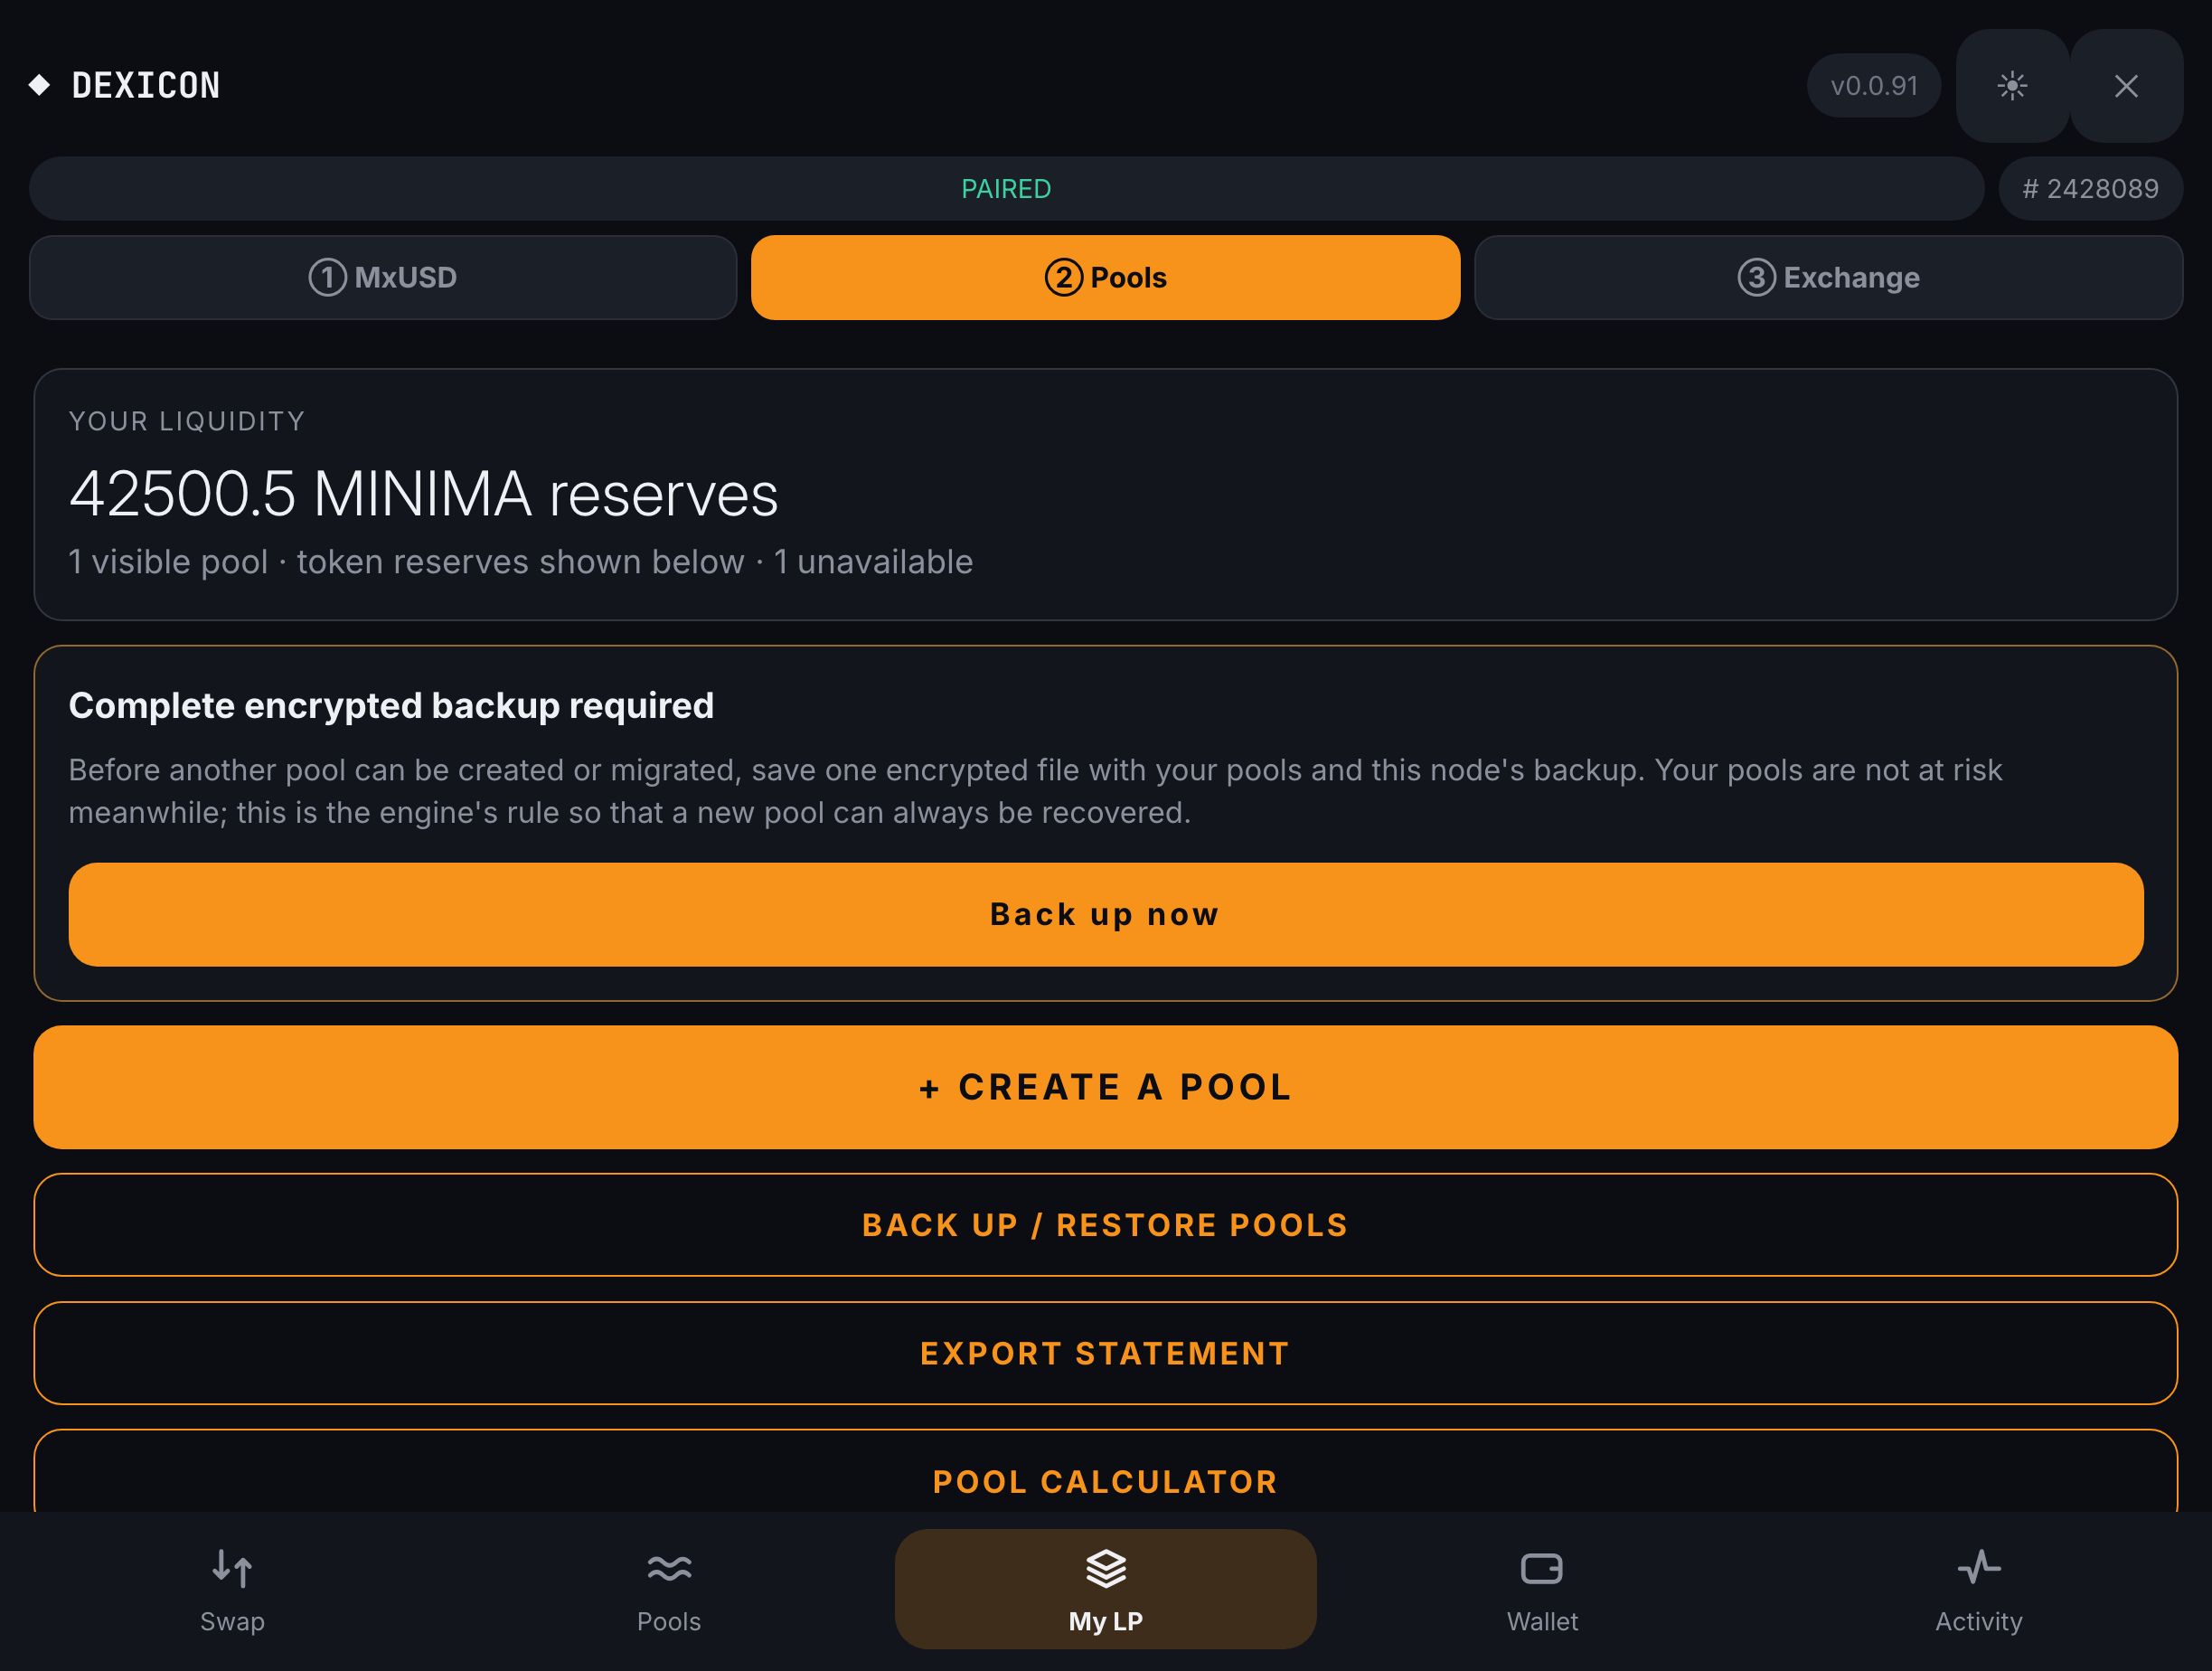 ◆ DEXICON
v0.0.91
PAIRED
# 2428089
① MxUSD
② Pools
③ Exchange
YOUR LIQUIDITY
42500.5 MINIMA reserves
1 visible pool · token reserves shown below · 1 unavailable
Complete encrypted backup required
Before another pool can be created or migrated, save one encrypted file with your pools and this node's backup. Your pools are not at risk
meanwhile; this is the engine's rule so that a new pool can always be recovered.
Back up now
+ CREATE A POOL
BACK UP / RESTORE POOLS
EXPORT STATEMENT
POOL CALCULATOR
Swap
Pools
My LP
Wallet
Activity